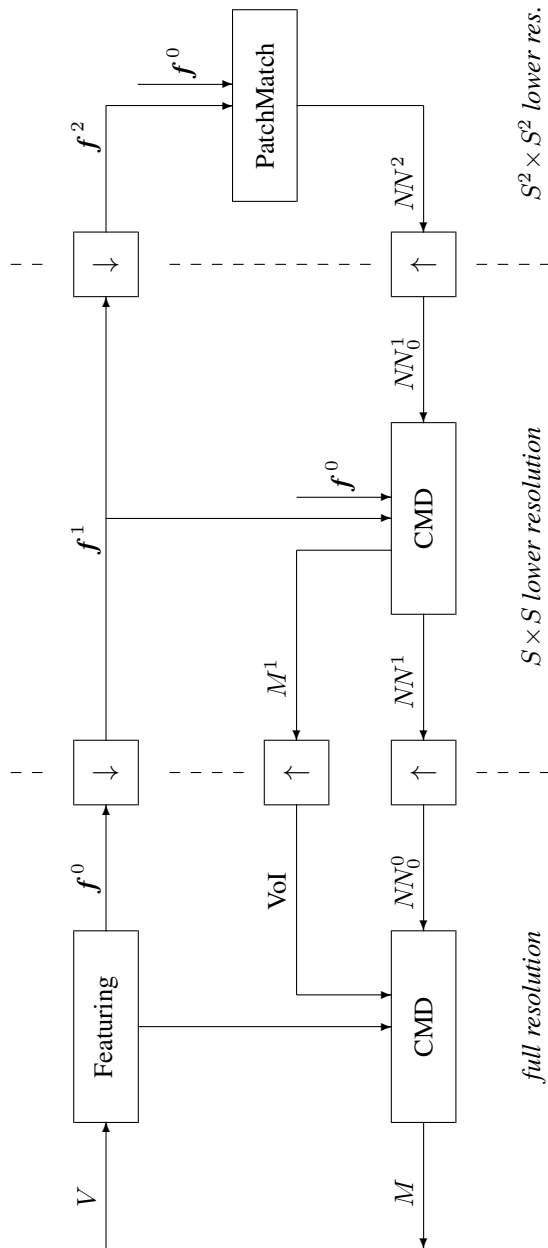 V
f⁰
f¹
f²
Featuring
↓
↓
f⁰
VoI
M¹
f⁰
PatchMatch
↑
M
CMD
NN₀⁰
↑
NN¹
CMD
NN₀¹
↑
NN²
full resolution
S × S lower resolution
S² × S² lower res.